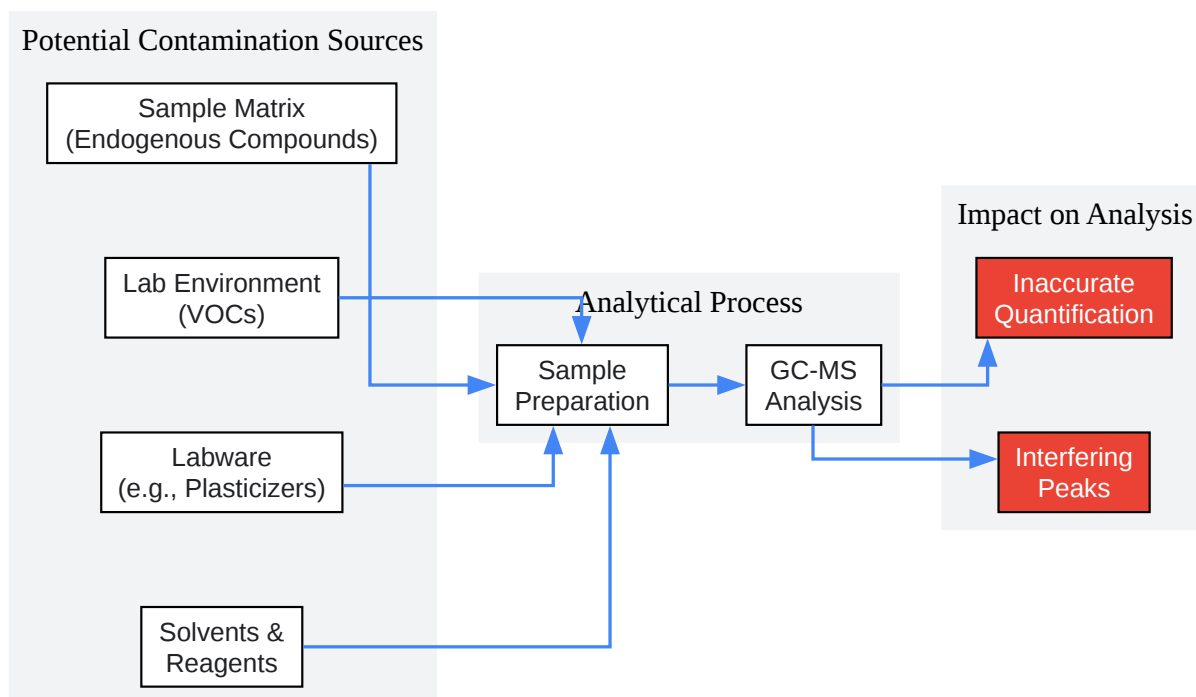 Potential Contamination Sources
Sample Matrix
(Endogenous Compounds)
Lab Environment
(VOCs)
Labware
(e.g., Plasticizers)
Solvents &
Reagents
Analytical Process
Sample
Preparation
GC-MS
Analysis
Impact on Analysis
Inaccurate
Quantification
Interfering
Peaks